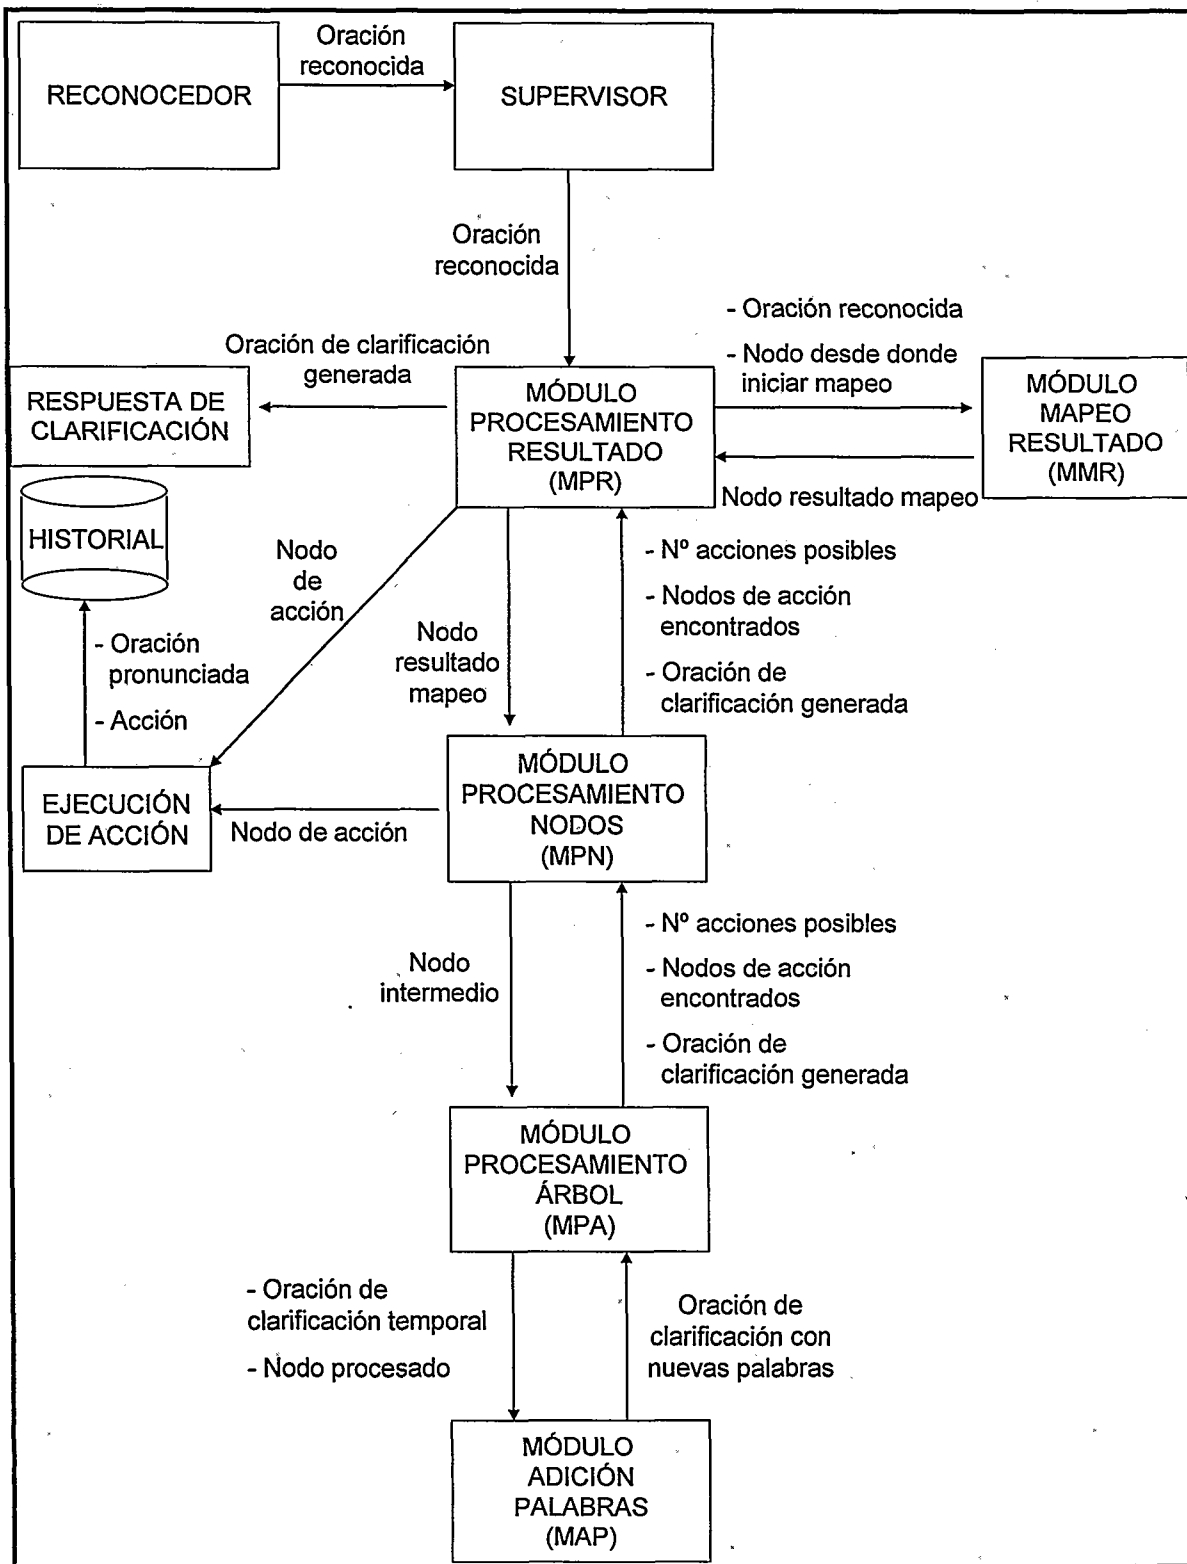 Oración
reconocida
RECONOCEDOR
SUPERVISOR
Oración
reconocida
- Oración reconocida
- Nodo desde donde
iniciar mapeo
Oración de clarificación
generada
RESPUESTA DE
CLARIFICACIÓN
MÓDULO
PROCESAMIENTO
RESULTADO
(MPR)
MÓDULO
MAPEO
RESULTADO
(MMR)
Nodo resultado mapeo
HISTORIAL
Nodo
de
acción
- Nº acciones posibles
- Nodos de acción
encontrados
- Oración de
clarificación generada
Nodo
resultado
mapeo
- Oración
pronunciada
- Acción
EJECUCIÓN
DE ACCIÓN
Nodo de acción
MÓDULO
PROCESAMIENTO
NODOS
(MPN)
- Nº acciones posibles
- Nodos de acción
encontrados
- Oración de
clarificación generada
Nodo
intermedio
MÓDULO
PROCESAMIENTO
ÁRBOL
(MPA)
- Oración de
clarificación temporal
- Nodo procesado
Oración de
clarificación con
nuevas palabras
MÓDULO
ADICIÓN
PALABRAS
(MAP)